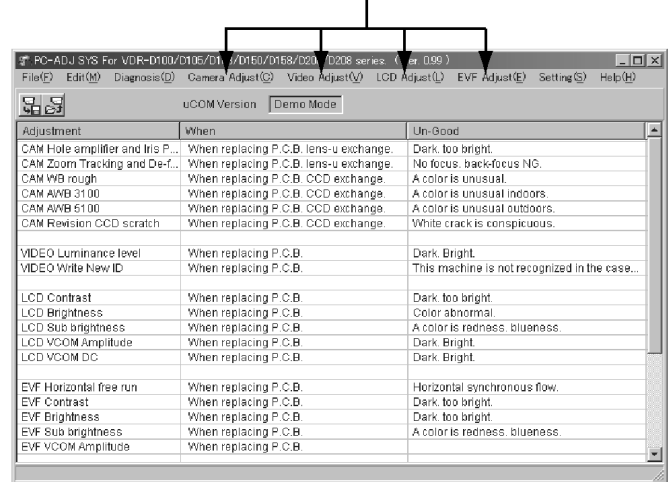 PC-ADJ SYS For VDR-D100/D105/D1 /D150/D158/D20 /D208 series: ( er. 0.99 )
File(F) Edit(M) Diagnosis(D) Camera Adjust(C) Video Adjust(V) LCD Adjust(L) EVF Adjust(E) Setting(S) Help(H)
uCOM Version Demo Mode
Adjustment When Un-Good
CAM Hole amplifier and Iris P... When replacing P.C.B. lens-u exchange. Dark. too bright.
CAM Zoom Tracking and De-f... When replacing P.C.B. lens-u exchange. No focus. back-focus NG.
CAM WB rough When replacing P.C.B. CCD exchange. A color is unusual.
CAM AWB 3100 When replacing P.C.B. CCD exchange. A color is unusual indoors.
CAM AWB 5100 When replacing P.C.B. CCD exchange. A color is unusual outdoors.
CAM Revision CCD scratch When replacing P.C.B. CCD exchange. White crack is conspicuous.
VIDEO Luminance level When replacing P.C.B. Dark. Bright.
VIDEO Write New ID When replacing P.C.B. This machine is not recognized in the case...
LCD Contrast When replacing P.C.B. Dark. too bright.
LCD Brightness When replacing P.C.B. Color abnormal.
LCD Sub brightness When replacing P.C.B. A color is redness. blueness.
LCD VCOM Amplitude When replacing P.C.B. Dark. Bright.
LCD VCOM DC When replacing P.C.B. Dark. Bright.
EVF Horizontal free run When replacing P.C.B. Horizontal synchronous flow.
EVF Contrast When replacing P.C.B. Dark. too bright.
EVF Brightness When replacing P.C.B. Dark. too bright.
EVF Sub brightness When replacing P.C.B. A color is redness. blueness.
EVF VCOM Amplitude When replacing P.C.B.